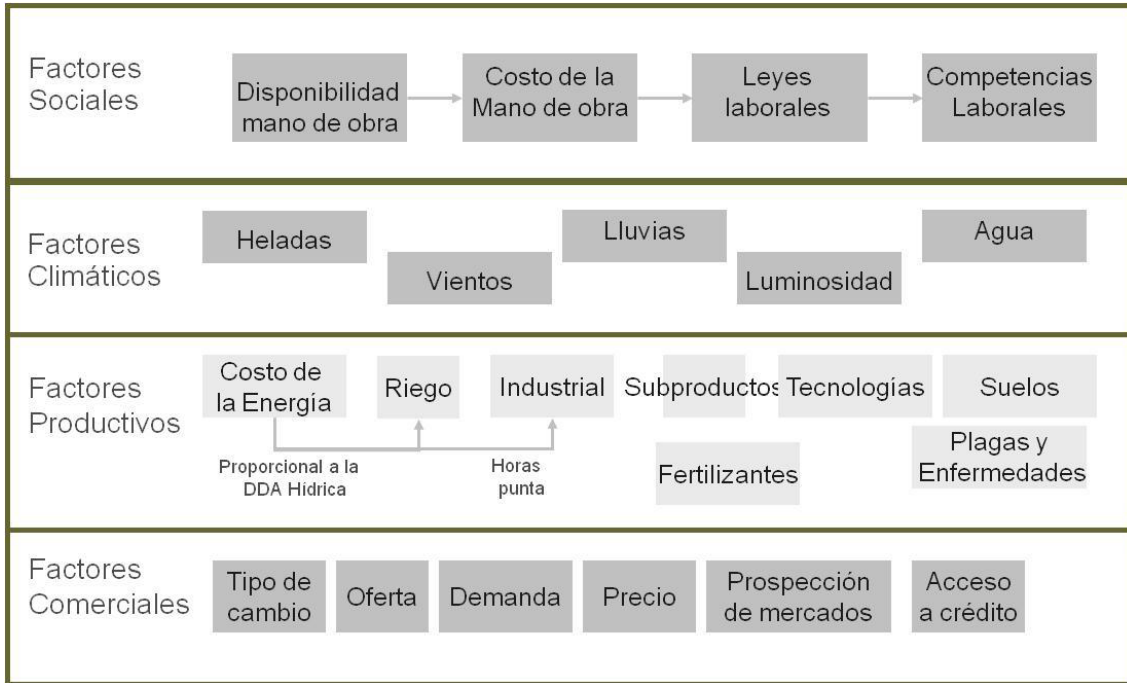 Factores
Sociales
Disponibilidad
mano de obra
Costo de la
Mano de obra
Leyes
laborales
Competencias
Laborales
Factores
Climáticos
Heladas
Vientos
Lluvias
Luminosidad
Agua
Factores
Productivos
Costo de
la Energía
Riego
Industrial
Subproductos
Tecnologías
Suelos
Proporcional a la
DDA Hídrica
Horas
punta
Fertilizantes
Plagas y
Enfermedades
Factores
Comerciales
Tipo de
cambio
Oferta
Demanda
Precio
Prospección
de mercados
Acceso
a crédito